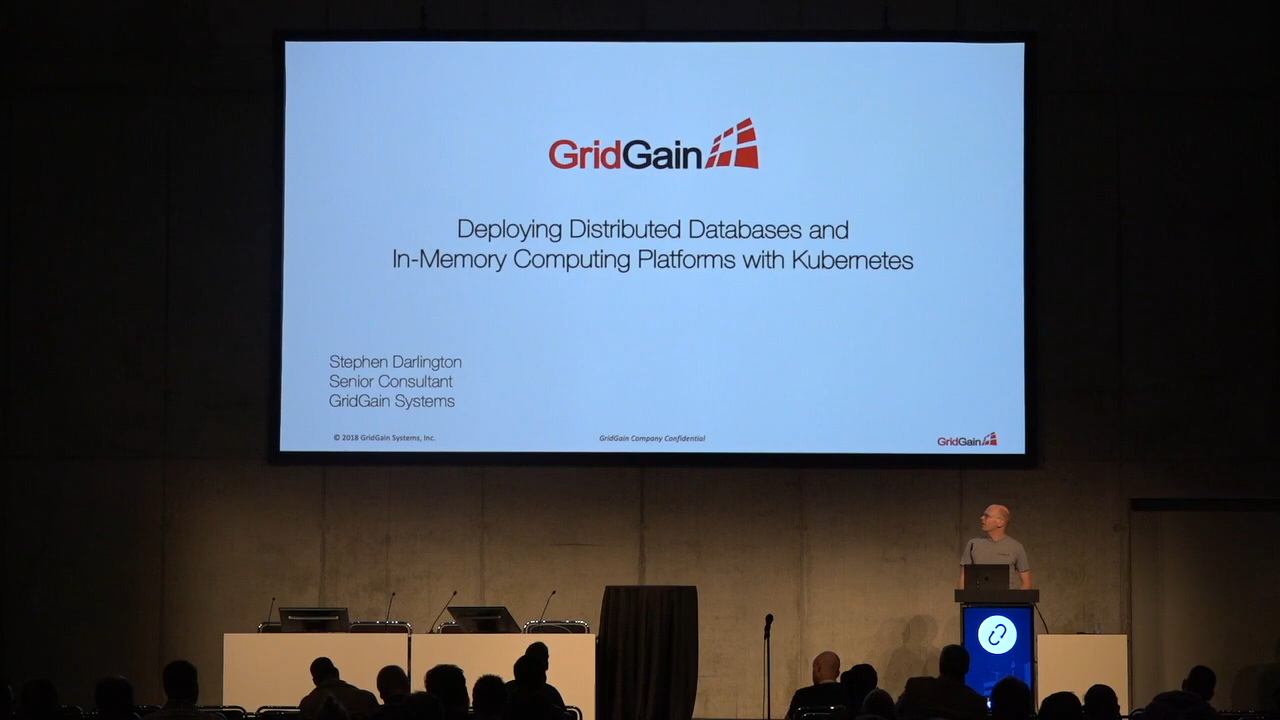 GridGain
Deploying Distributed Databases and
In-Memory Computing Platforms with Kubernetes
Stephen Darlington
Senior Consultant
GridGain Systems
© 2018 GridGain Systems, Inc.
GridGain Company Confidential
GridGain